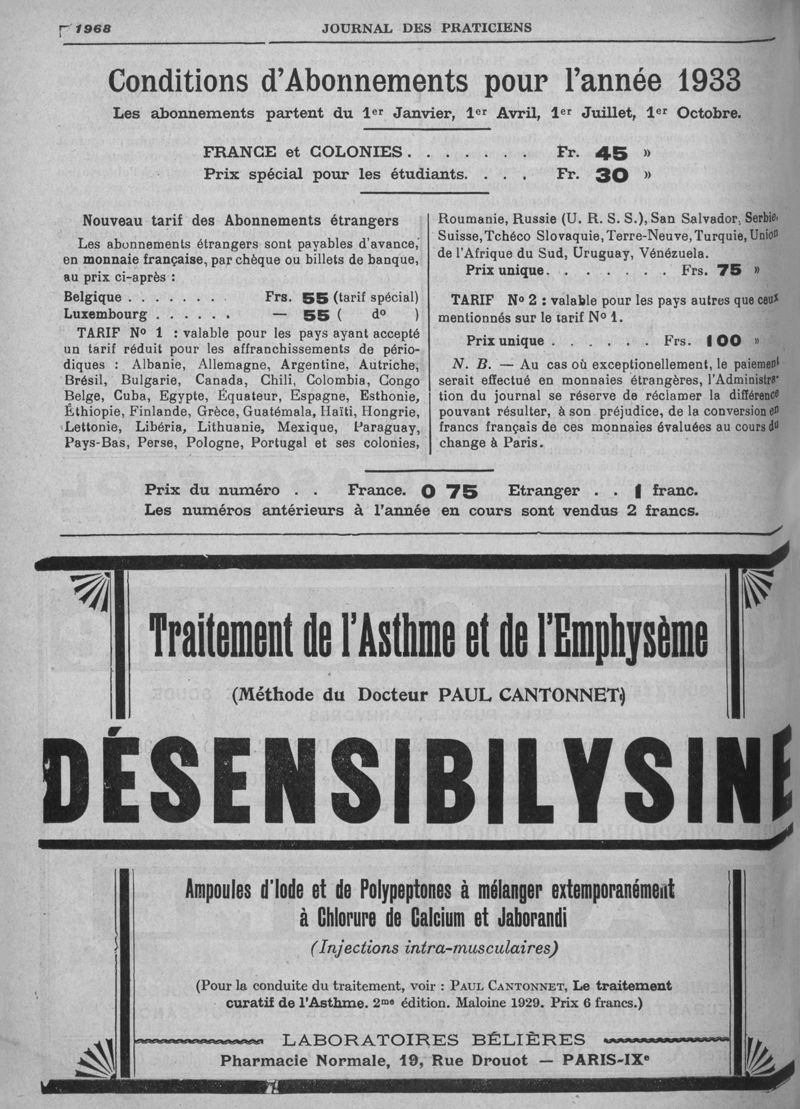 1968
JOURNAL DES PRATICIENS
Conditions d'Abonnements pour l'année 1933
Les abonnements partent du 1er Janvier, 1er Avril, 1er Juillet, 1er Octobre.
FRANCE et COLONIES. . . . . . . Fr. 45 »
Prix spécial pour les étudiants. . . . Fr. 30 »
Nouveau tarif des Abonnements étrangers
Les abonnements étrangers sont payables d'avance,
en monnaie française, par chèque ou billets de banque,
au prix ci-après :
Belgique . . . . . . . . Frs. 55 (tarif spécial)
Luxembourg . . . . . . — 55 ( do )
TARIF No 1 : valable pour les pays ayant accepté
un tarif réduit pour les affranchissements de pério-
diques : Albanie, Allemagne, Argentine, Autriche,
Brésil, Bulgarie, Canada, Chili, Colombia, Congo
Belge, Cuba, Egypte, Équateur, Espagne, Esthonie,
Éthiopie, Finlande, Grèce, Guatémala, Haïti, Hongrie,
Lettonie, Libéria, Lithuanie, Mexique, Paraguay,
Pays-Bas, Perse, Pologne, Portugal et ses colonies,
Roumanie, Russie (U. R. S. S.), San Salvador, Serbie,
Suisse, Tchéco Slovaquie, Terre-Neuve, Turquie, Union
de l'Afrique du Sud, Uruguay, Vénézuela.
Prix unique. . . . . . . . Frs. 75 »
TARIF No 2 : valable pour les pays autres que ceux
mentionnés sur le tarif No 1.
Prix unique . . . . . . Frs. 100 »
N. B. — Au cas où exceptionellement, le paiement
serait effectué en monnaies étrangères, l'Administra-
tion du journal se réserve de réclamer la différence
pouvant résulter, à son préjudice, de la conversion en
francs français de ces monnaies évaluées au cours du
change à Paris.
Prix du numéro . . France. 0 75 Etranger . . 1 franc.
Les numéros antérieurs à l'année en cours sont vendus 2 francs.
Traitement de l'Asthme et de l'Emphysème
(Méthode du Docteur PAUL CANTONNET)
DÉSENSIBILYSINE
Ampoules d'Iode et de Polypeptones à mélanger extemporanément
à Chlorure de Calcium et Jaborandi
(Injections intra-musculaires)
(Pour la conduite du traitement, voir : PAUL CANTONNET, Le traitement
curatif de l'Asthme. 2me édition. Maloine 1929. Prix 6 francs.)
LABORATOIRES BÉLIÈRES
Pharmacie Normale, 19, Rue Drouot — PARIS-IXe